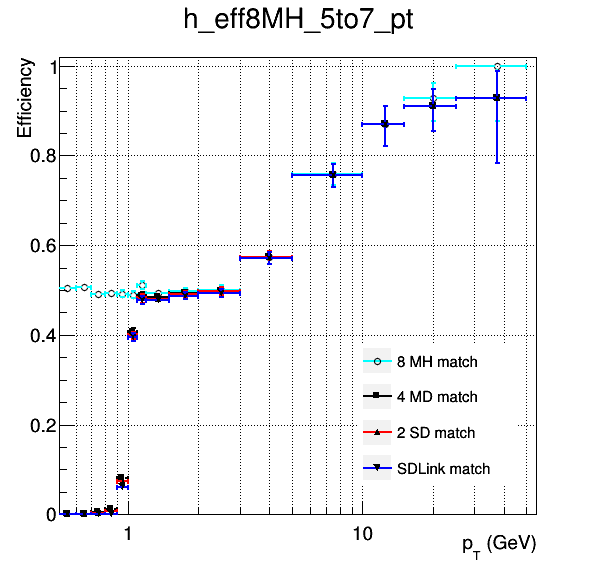 h_eff8MH_5to7_pt
Efficiency
1
0.8
0.6
0.4
0.2
0
8 MH match
4 MD match
2 SD match
SDLink match
1
10
p_T (GeV)